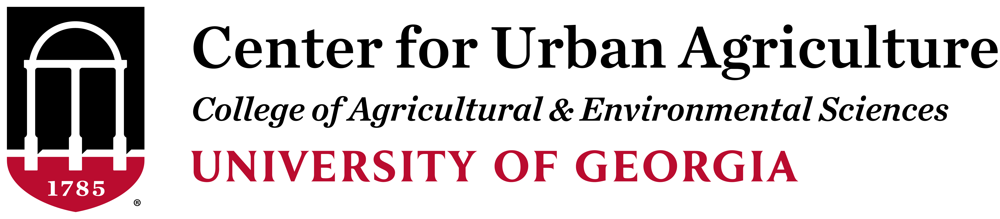 Center for Urban Agriculture
College of Agricultural & Environmental Sciences
UNIVERSITY OF GEORGIA
1785
®